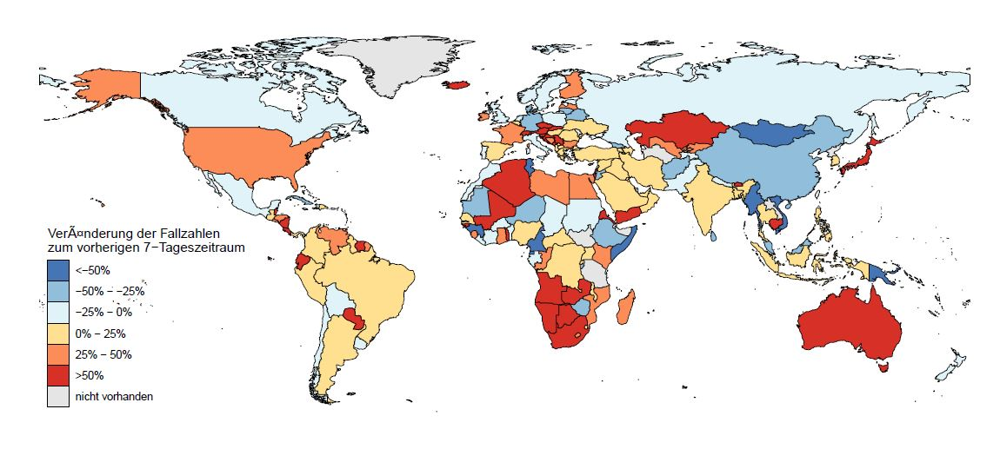 VerÃ¤nderung der Fallzahlen
zum vorherigen 7−Tageszeitraum
<−50%
−50% − −25%
−25% − 0%
0% − 25%
25% − 50%
>50%
nicht vorhanden